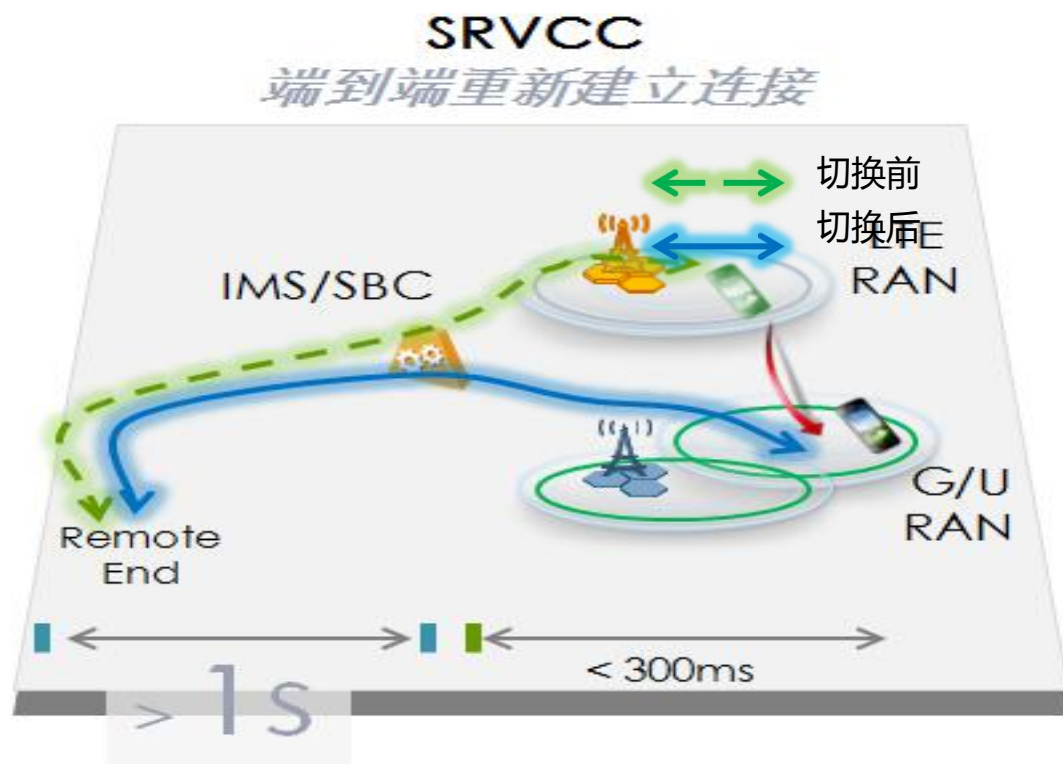 SRVCC
端到端重新建立连接
切换前
切换后
LTE
RAN
IMS/SBC
G/U
RAN
Remote
End
< 300ms
> 1s